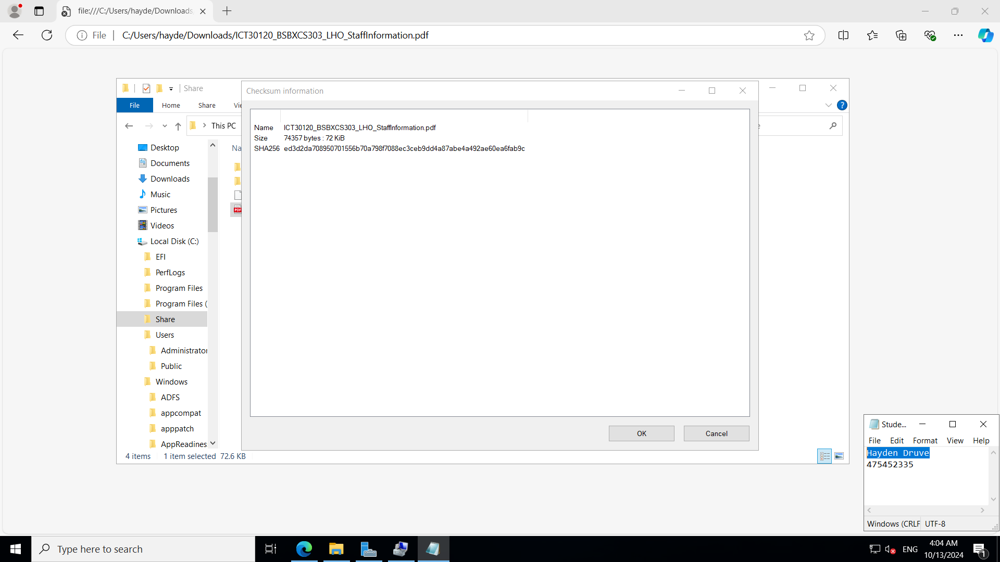 file:///C:/Users/hayde/Downloads,
File
C:/Users/hayde/Downloads/ICT30120_BSBXCS303_LHO_StaffInformation.pdf
Share
File
Home
Share
Vie
This PC
Checksum information
Name ICT30120_BSBXCS303_LHO_StaffInformation.pdf
Size 74357 bytes : 72 KiB
SHA256 ed3d2da708950701556b70a798f7088ec3ceb9dd4a87abe4a492ae60ea6fab9c
OK
Cancel
?
Na
PDF
Desktop
Documents
Downloads
Music
Pictures
Videos
Local Disk (C:)
EFI
PerfLogs
Program Files
Program Files (
Share
Users
Administrator
Public
Windows
ADFS
appcompat
apppatch
AppReadines
4 items 1 item selected 72.6 KB
Stude...
File Edit Format View Help
Hayden Druve
475452335
Windows (CRLF UTF-8
Type here to search
ENG
4:04 AM
10/13/2024
1